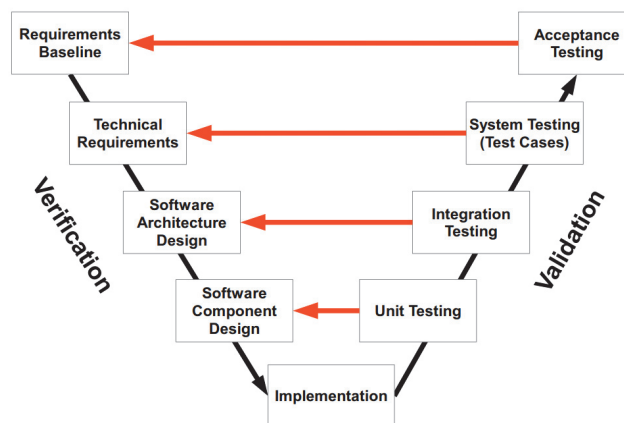 Requirements
Baseline
Acceptance
Testing
Technical
Requirements
System Testing
(Test Cases)
Verification
Software
Architecture
Design
Integration
Testing
Validation
Software
Component
Design
Unit Testing
Implementation